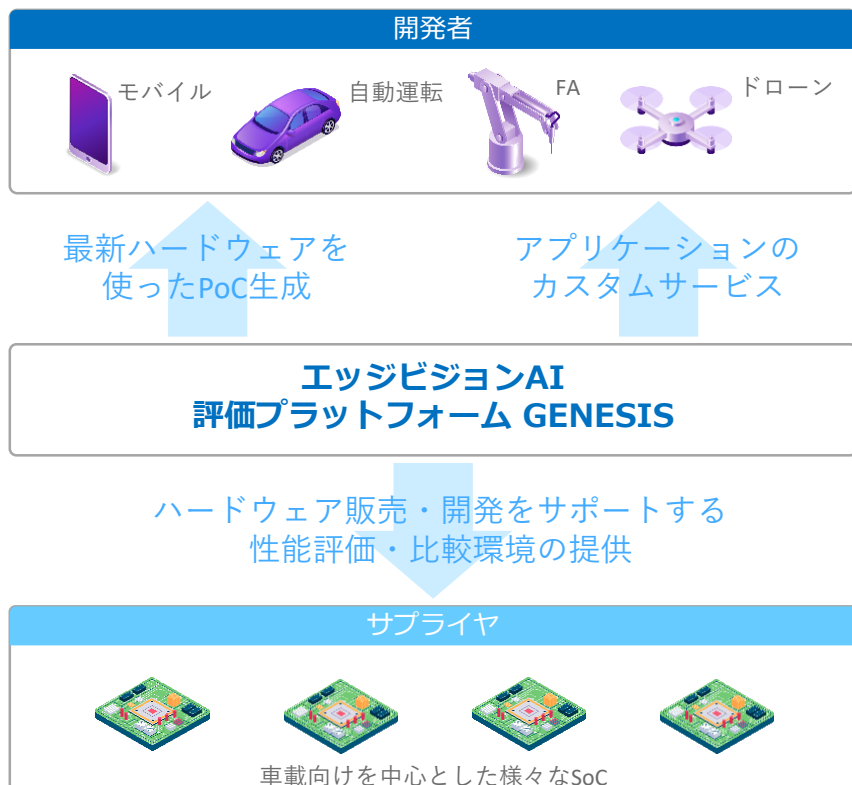 開発者
モバイル
自動運転
FA
ドローン
最新ハードウェアを
使ったPoC生成
アプリケーションの
カスタムサービス
エッジビジョンAI
評価プラットフォーム GENESIS
ハードウェア販売・開発をサポートする
性能評価・比較環境の提供
サプライヤ
車載向けを中心とした様々なSoC